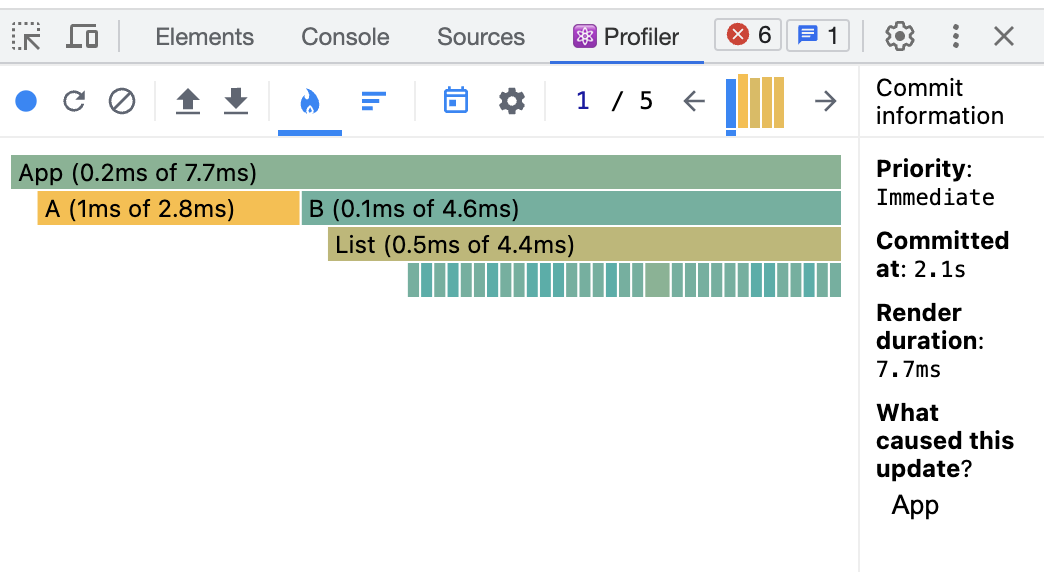 Elements Console Sources Profiler 6 1
1 / 5
Commit
information
App (0.2ms of 7.7ms)
A (1ms of 2.8ms) B (0.1ms of 4.6ms)
List (0.5ms of 4.4ms)
Priority:
Immediate
Committed
at: 2.1s
Render
duration:
7.7ms
What
caused this
update?
App